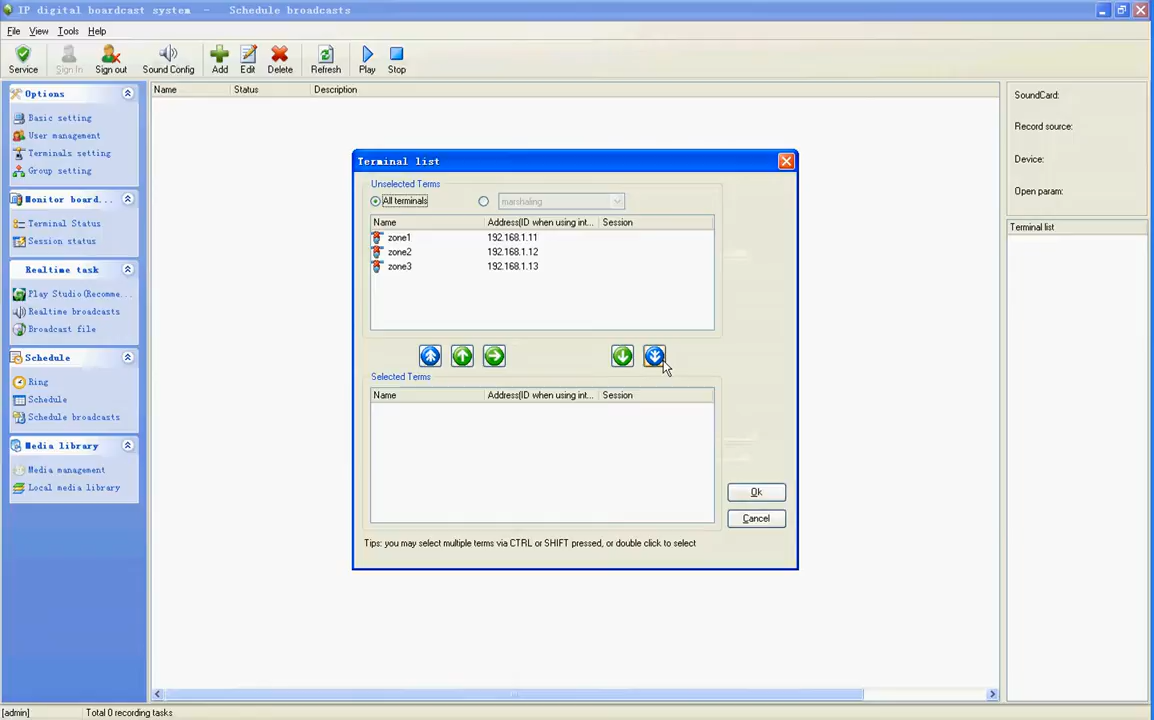 IP digital boardcast system - Schedule broadcasts
File View Tools Help
Service Sign In Sign out Sound Config Add Edit Delete Refresh Play Stop
Options
Basic setting
User management
Terminals setting
Group setting
Monitor board...
Terminal Status
Session status
Realtime task
Play Studio(Recomme...
Realtime broadcasts
Broadcast file
Schedule
Ring
Schedule
Schedule broadcasts
Media library
Media management
Local media library
Name Status Description
Terminal list
Unselected Terms
All terminals marshaling
Name Address(ID when using int... Session
zone1 192.168.1.11
zone2 192.168.1.12
zone3 192.168.1.13
Selected Terms
Name Address(ID when using int... Session
Ok
Cancel
Tips: you may select multiple terms via CTRL or SHIFT pressed, or double click to select
SoundCard:
Record source:
Device:
Open param:
Terminal list
[admin] Total 0 recording tasks